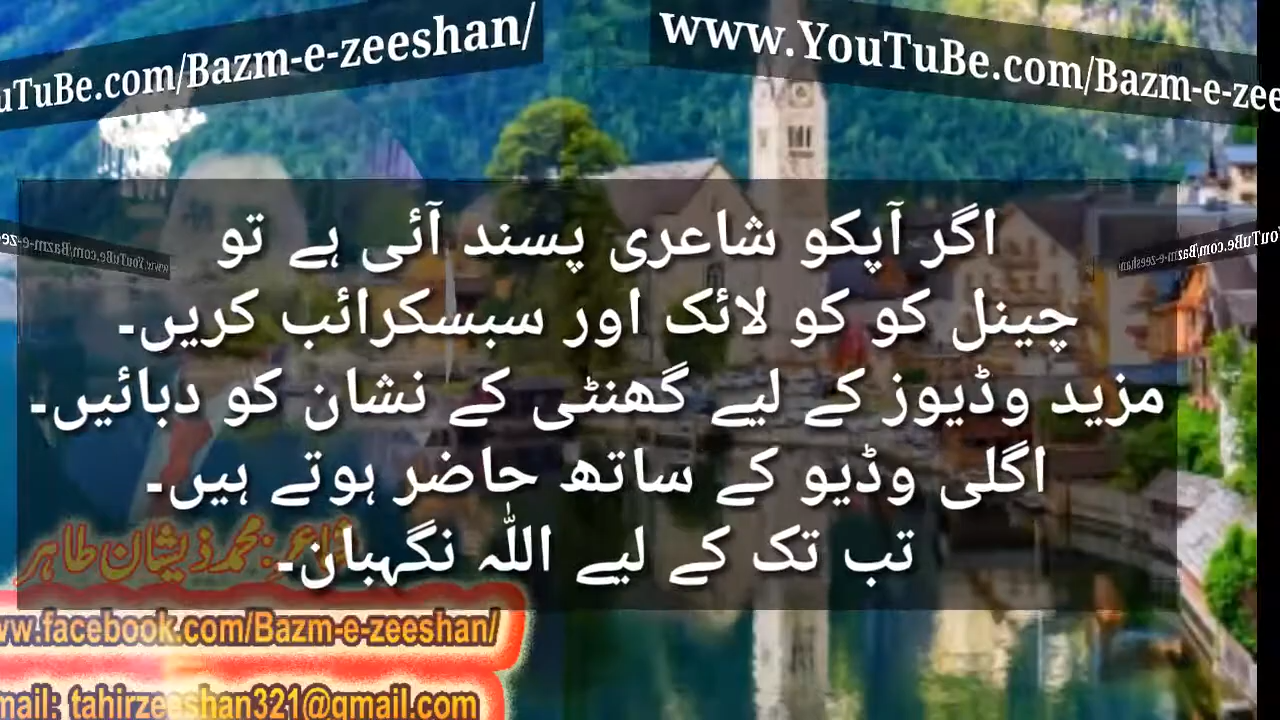 uTuBe.com/Bazm-e-zeeshan/
www.YouTuBe.com/Bazm-e-zee
اگر آپکو شاعری پسند آئی ہے تو
چینل کو کو لائک اور سبسکرائب کریں۔
مزید وڈیوز کے لیے گھنٹی کے نشان کو دبائیں۔
اگلی وڈیو کے ساتھ حاضر ہوتے ہیں۔
تب تک کے لیے اللہ نگہبان۔
شاعر: محمد ذیشان طاہر
ww.facebook.com/Bazm-e-zeeshan/
mail: tahirzeeshan321@gmail.com